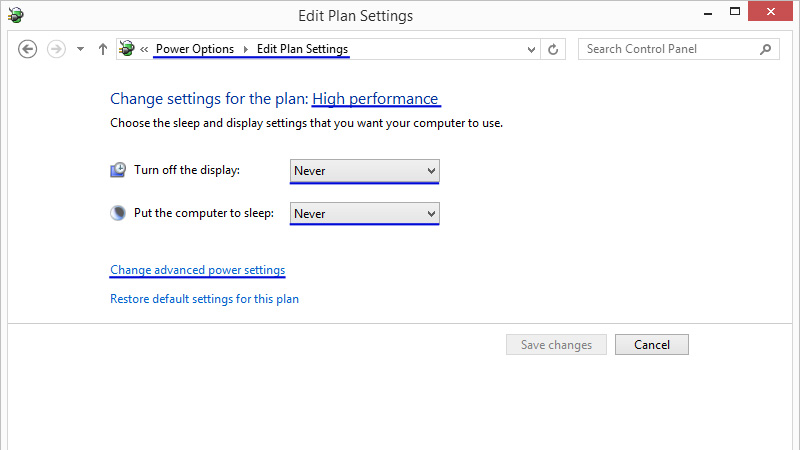 Edit Plan Settings
« Power Options Edit Plan Settings
Search Control Panel
Change settings for the plan: High performance
Choose the sleep and display settings that you want your computer to use.
Turn off the display: Never
Put the computer to sleep: Never
Change advanced power settings
Restore default settings for this plan
Save changes Cancel